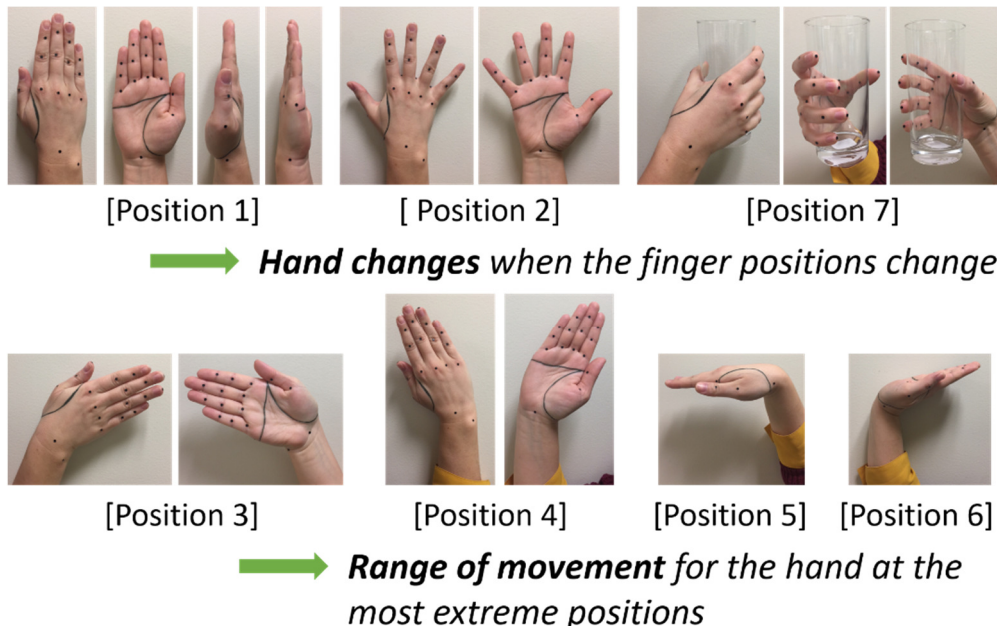 [Position 1]
[ Position 2]
[Position 7]
Hand changes when the finger positions change
[Position 3]
[Position 4]
[Position 5]
[Position 6]
Range of movement for the hand at the
most extreme positions